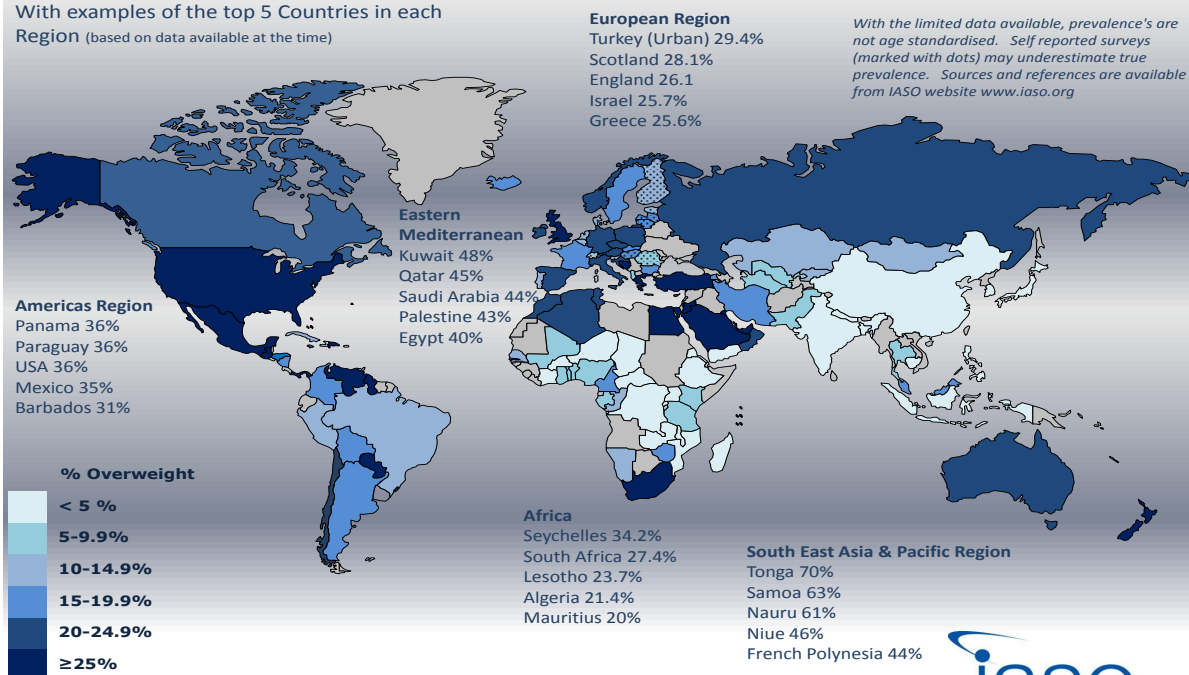 With examples of the top 5 Countries in each
Region (based on data available at the time)
European Region
Turkey (Urban) 29.4%
Scotland 28.1%
England 26.1
Israel 25.7%
Greece 25.6%
With the limited data available, prevalence's are
not age standardised. Self reported surveys
(marked with dots) may underestimate true
prevalence. Sources and references are available
from IASO website www.iaso.org
Eastern
Mediterranean
Kuwait 48%
Qatar 45%
Saudi Arabia 44%
Palestine 43%
Egypt 40%
Americas Region
Panama 36%
Paraguay 36%
USA 36%
Mexico 35%
Barbados 31%
% Overweight
< 5 %
5-9.9%
10-14.9%
15-19.9%
20-24.9%
≥25%
Africa
Seychelles 34.2%
South Africa 27.4%
Lesotho 23.7%
Algeria 21.4%
Mauritius 20%
South East Asia & Pacific Region
Tonga 70%
Samoa 63%
Nauru 61%
Niue 46%
French Polynesia 44%
iaso